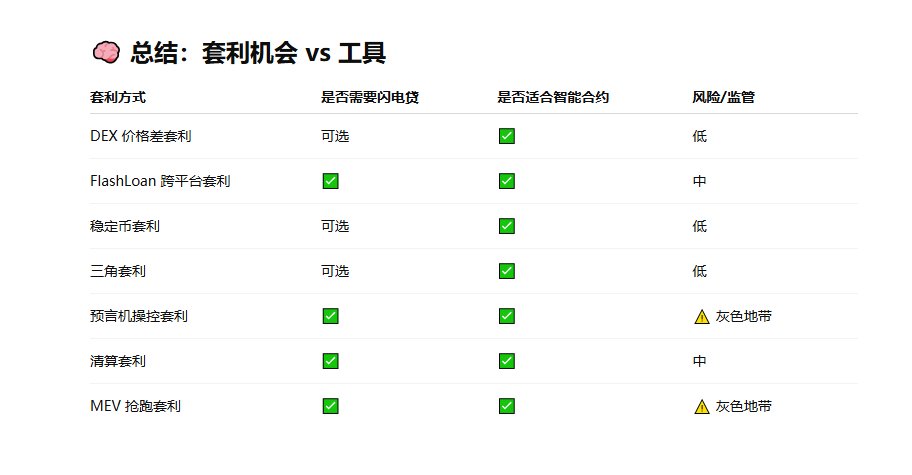 🧠 总结：套利机会 vs 工具
套利方式 是否需要闪电贷 是否适合智能合约 风险/监管
DEX 价格差套利 可选 ✅ 低
FlashLoan 跨平台套利 ✅ ✅ 中
稳定币套利 可选 ✅ 低
三角套利 可选 ✅ 低
预言机操控套利 ✅ ✅ ⚠️ 灰色地带
清算套利 ✅ ✅ 中
MEV 抢跑套利 ✅ ✅ ⚠️ 灰色地带